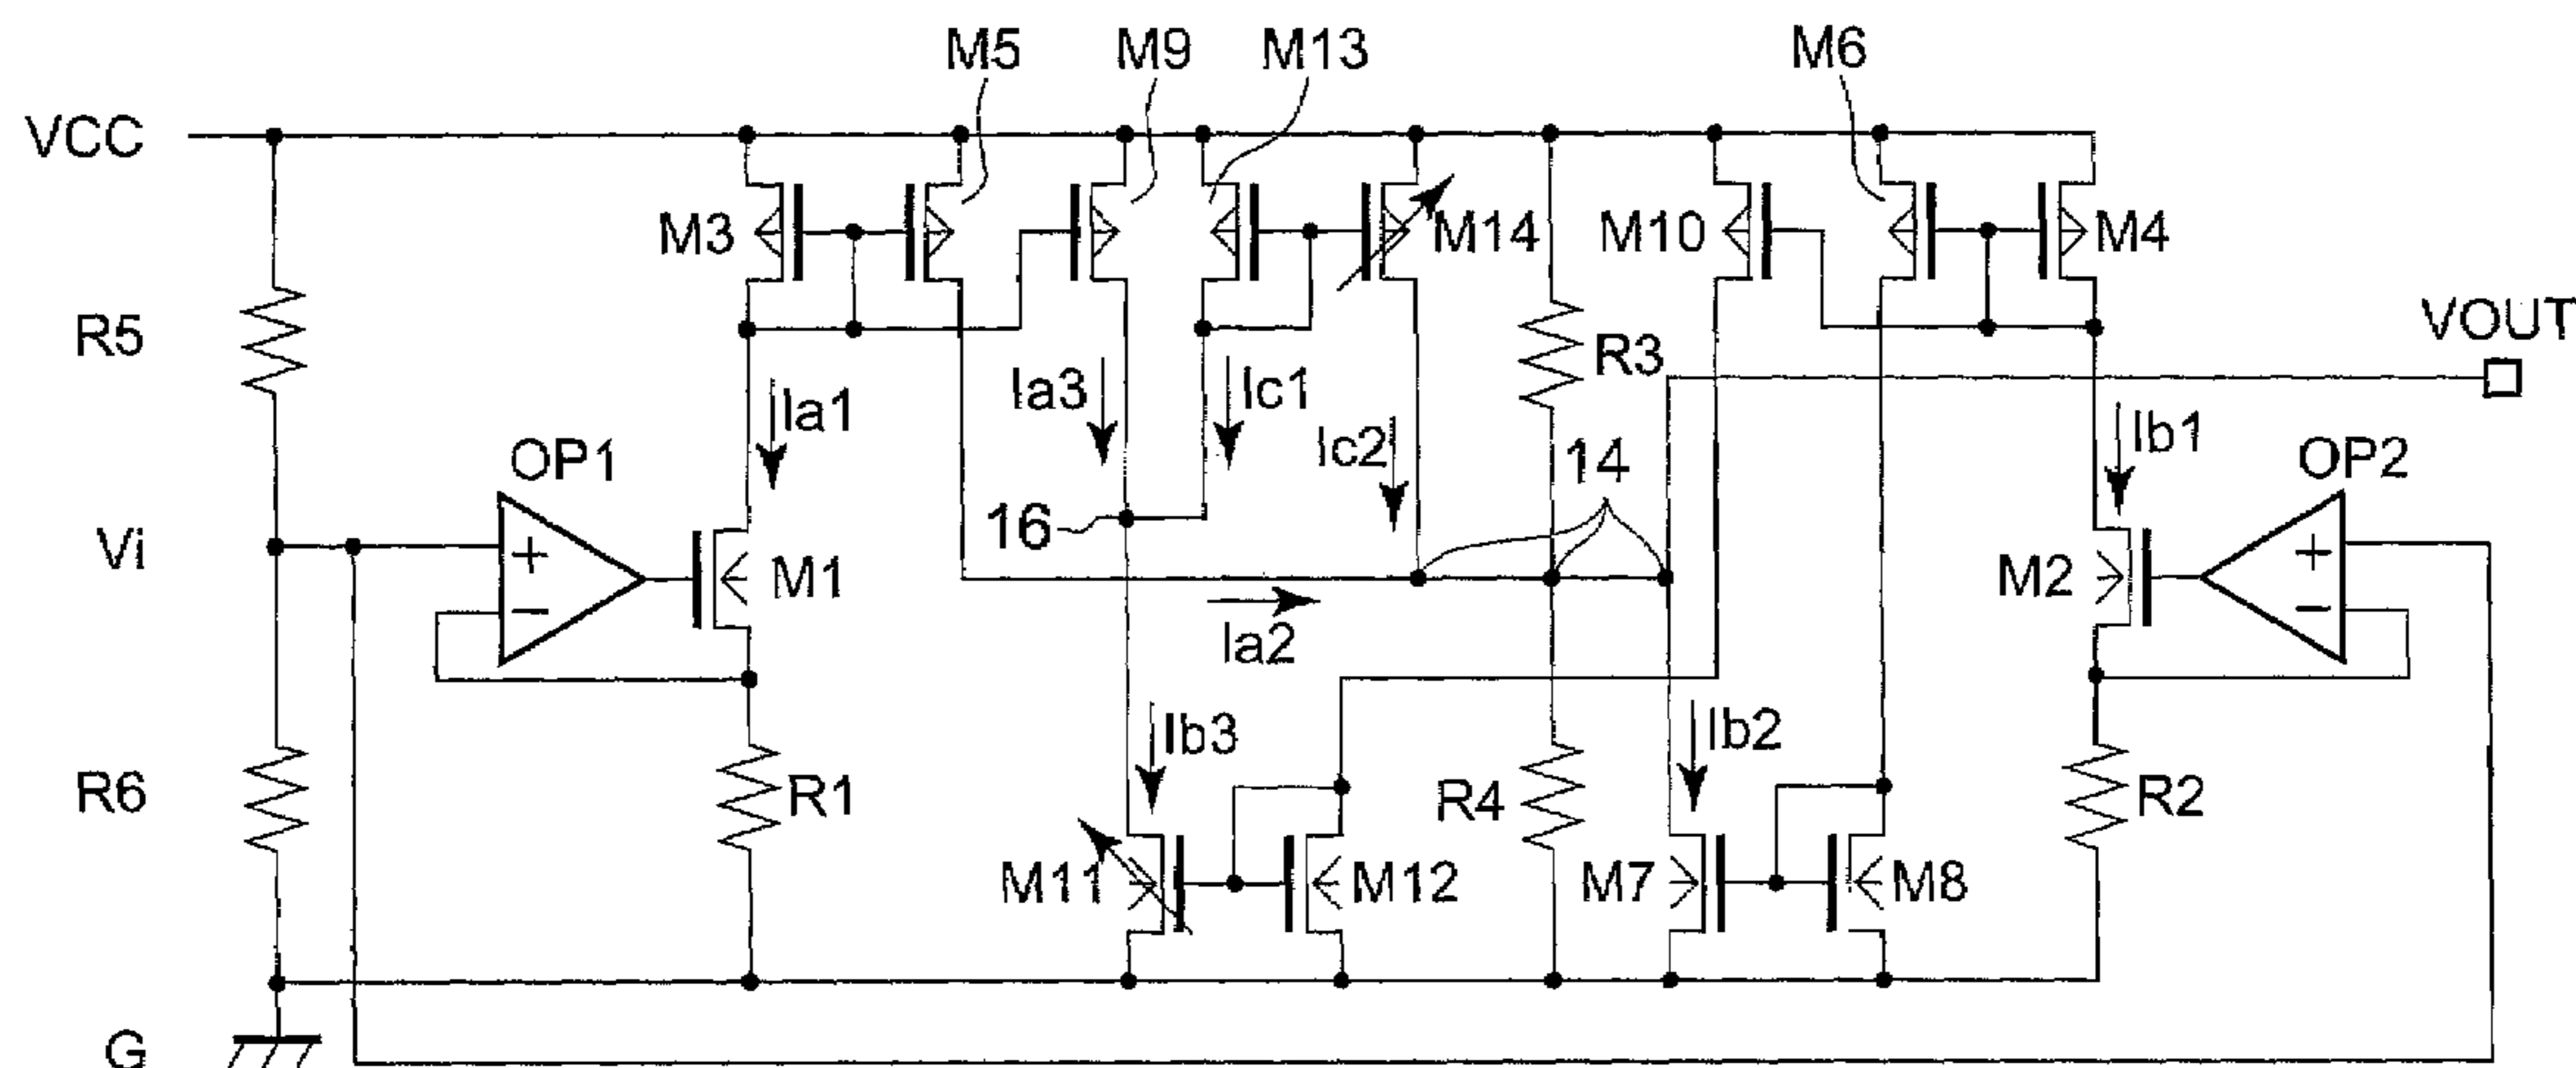 M5 M9 M13 M6
VCC
M3 M14 M10 M4
VOUT
R5 R3
Ia1 Ia3 Ic1 Ic2 14 Ib1
OP1 OP2
16
Vi + − M1 M2 + −
Ia2
Ib3 Ib2
R6 R1 R4 R2
M11 M12 M7 M8
G